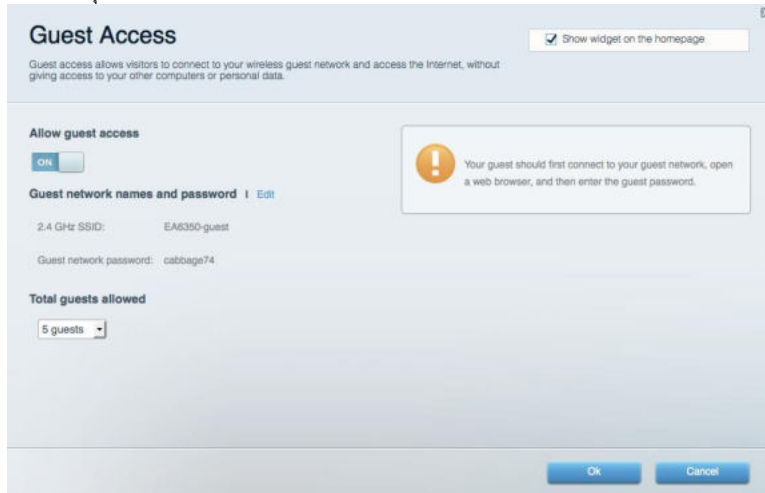 Guest Access
Show widget on the homepage
Guest access allows visitors to connect to your wireless guest network and access the Internet, without
giving access to your other computers or personal data.
Allow guest access
ON
Your guest should first connect to your guest network, open
a web browser, and then enter the guest password.
Guest network names and password | Edit
2.4 GHz SSID: EA6350-guest
Guest network password: cabbage74
Total guests allowed
5 guests
Ok Cancel